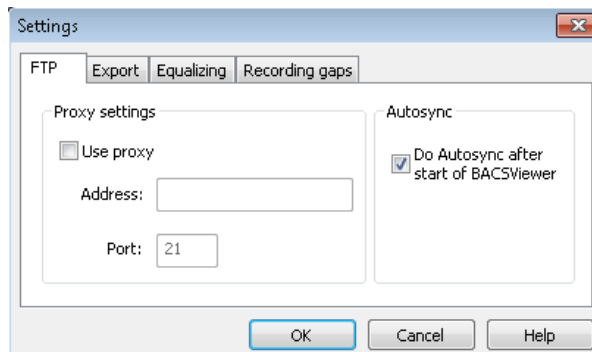 Settings
FTP Export Equalizing Recording gaps
Proxy settings
Use proxy
Address:
Port: 21
Autosync
Do Autosync after
start of BACSViewer
OK Cancel Help